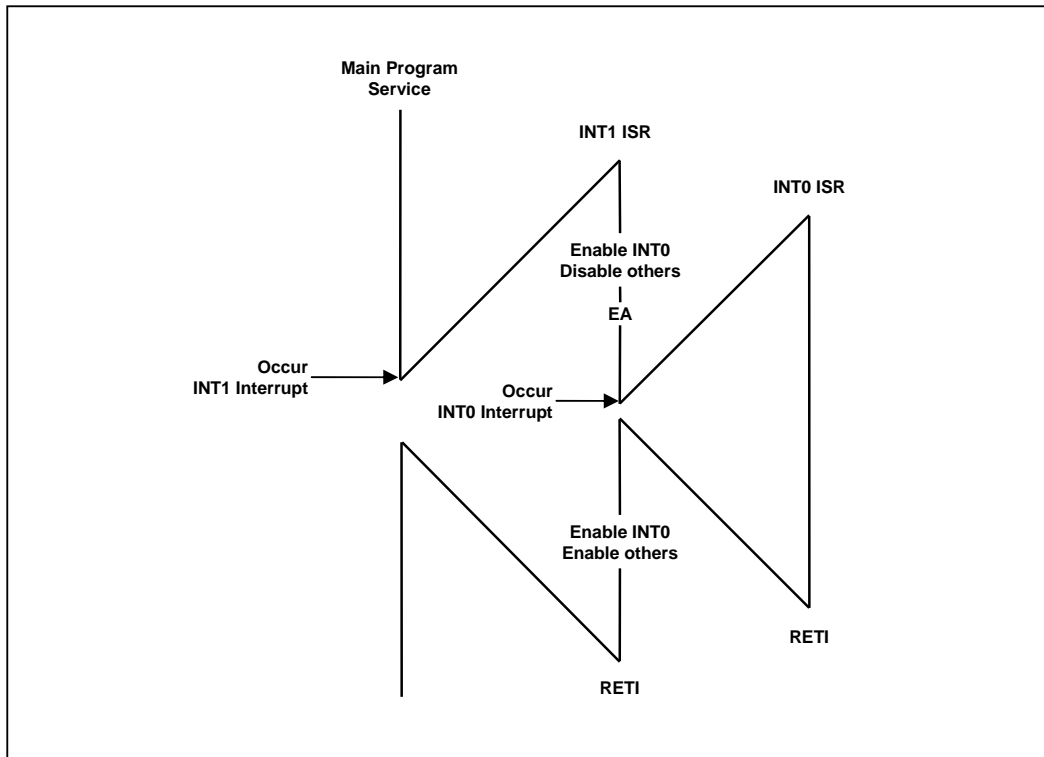 Main Program
Service
INT1 ISR
INT0 ISR
Enable INT0
Disable others
EA
Occur
INT1 Interrupt
Occur
INT0 Interrupt
Enable INT0
Enable others
RETI
RETI